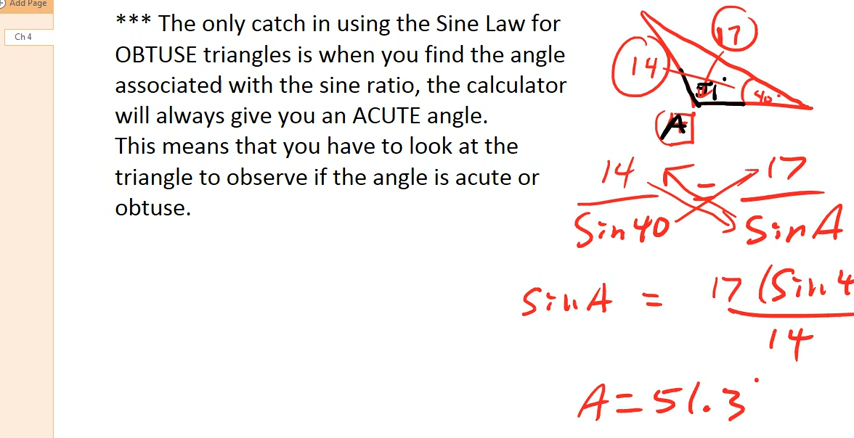 Add Page
Ch 4
*** The only catch in using the Sine Law for
OBTUSE triangles is when you find the angle
associated with the sine ratio, the calculator
will always give you an ACUTE angle.
This means that you have to look at the
triangle to observe if the angle is acute or
obtuse.
17
14
40°
A
14 = 17
Sin 40 Sin A
Sin A = 17 (Sin 4
14
A = 51.3°